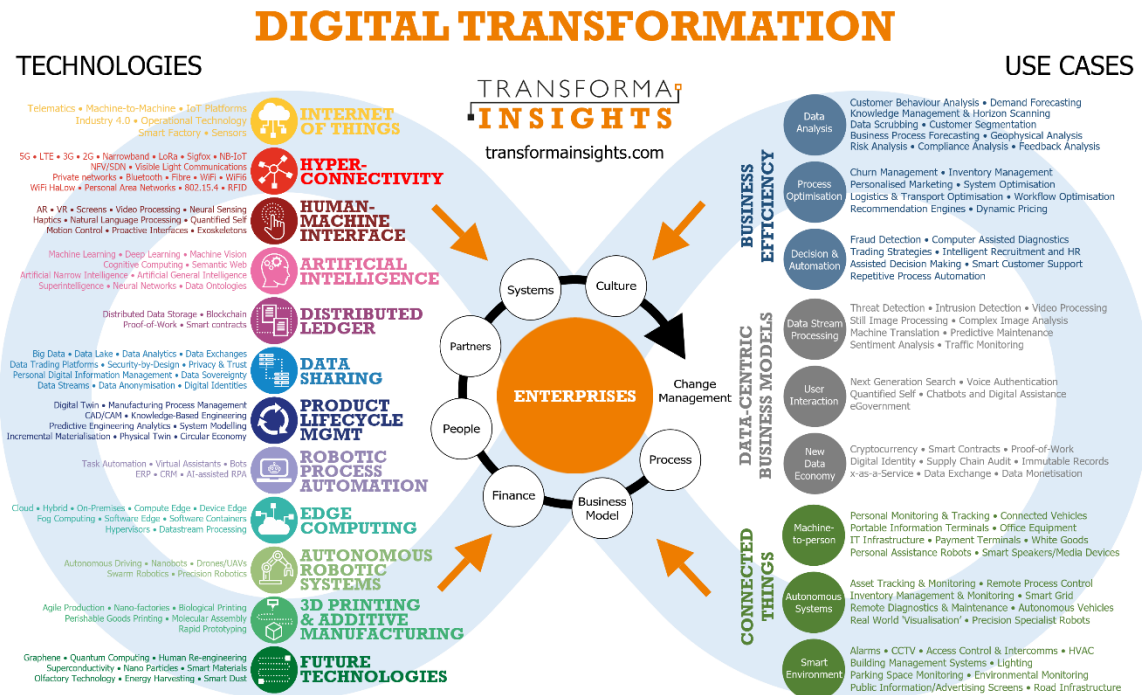 DIGITAL TRANSFORMATION
TECHNOLOGIES
USE CASES
TRANSFORMA
INSIGHTS
transformainsights.com
Telematics • Machine-to-Machine • IoT Platforms
Industry 4.0 • Operational Technology
Smart Factory • Sensors
INTERNET
OF THINGS
5G • LTE • 3G • 2G • Narrowband • LoRa • Sigfox • NB-IoT
NFV/SDN • Visible Light Communications
Private networks • Bluetooth • Fibre • WiFi • WiFi6
WiFi HaLow • Personal Area Networks • 802.15.4 • RFID
HYPER-
CONNECTIVITY
AR • VR • Screens • Video Processing • Neural Sensing
Haptics • Natural Language Processing • Quantified Self
Motion Control • Proactive Interfaces • Exoskeletons
HUMAN-
MACHINE
INTERFACE
Machine Learning • Deep Learning • Machine Vision
Cognitive Computing • Semantic Web
Artificial Narrow Intelligence • Artificial General Intelligence
Superintelligence • Neural Networks • Data Ontologies
ARTIFICIAL
INTELLIGENCE
Distributed Data Storage • Blockchain
Proof-of-Work • Smart contracts
DISTRIBUTED
LEDGER
Big Data • Data Lake • Data Analytics • Data Exchanges
Data Trading Platforms • Security-by-Design • Privacy & Trust
Personal Digital Information Management • Data Sovereignty
Data Streams • Data Anonymisation • Digital Identities
DATA
SHARING
Digital Twin • Manufacturing Process Management
CAD/CAM • Knowledge-Based Engineering
Predictive Engineering Analytics • System Modelling
Incremental Materialisation • Physical Twin • Circular Economy
PRODUCT
LIFECYCLE
MGMT
Task Automation • Virtual Assistants • Bots
ERP • CRM • AI-assisted RPA
ROBOTIC
PROCESS
AUTOMATION
Cloud • Hybrid • On-Premises • Compute Edge • Device Edge
Fog Computing • Software Edge • Software Containers
Hypervisors • Datastream Processing
EDGE
COMPUTING
Autonomous Driving • Nanobots • Drones/UAVs
Swarm Robotics • Precision Robotics
AUTONOMOUS
ROBOTIC
SYSTEMS
Agile Production • Nano-factories • Biological Printing
Perishable Goods Printing • Molecular Assembly
Rapid Prototyping
3D PRINTING
& ADDITIVE
MANUFACTURING
Graphene • Quantum Computing • Human Re-engineering
Superconductivity • Nano Particles • Smart Materials
Olfactory Technology • Energy Harvesting • Smart Dust
FUTURE
TECHNOLOGIES
Systems
Culture
Partners
People
Finance
Business
Model
Process
Change
Management
ENTERPRISES
BUSINESS
EFFICIENCY
Data
Analysis
Customer Behaviour Analysis • Demand Forecasting
Knowledge Management & Horizon Scanning
Data Scrubbing • Customer Segmentation
Business Process Forecasting • Geophysical Analysis
Risk Analysis • Compliance Analysis • Feedback Analysis
Process
Optimisation
Churn Management • Inventory Management
Personalised Marketing • System Optimisation
Logistics & Transport Optimisation • Workflow Optimisation
Recommendation Engines • Dynamic Pricing
Decision &
Automation
Fraud Detection • Computer Assisted Diagnostics
Trading Strategies • Intelligent Recruitment and HR
Assisted Decision Making • Smart Customer Support
Repetitive Process Automation
DATA-CENTRIC
BUSINESS MODELS
Data Stream
Processing
Threat Detection • Intrusion Detection • Video Processing
Still Image Processing • Complex Image Analysis
Machine Translation • Predictive Maintenance
Sentiment Analysis • Traffic Monitoring
User
Interaction
Next Generation Search • Voice Authentication
Quantified Self • Chatbots and Digital Assistance
eGovernment
New
Data
Economy
Cryptocurrency • Smart Contracts • Proof-of-Work
Digital Identity • Supply Chain Audit • Immutable Records
x-as-a-Service • Data Exchange • Data Monetisation
CONNECTED
THINGS
Machine-
to-person
Personal Monitoring & Tracking • Connected Vehicles
Portable Information Terminals • Office Equipment
IT Infrastructure • Payment Terminals • White Goods
Personal Assistance Robots • Smart Speakers/Media Devices
Autonomous
Systems
Asset Tracking & Monitoring • Remote Process Control
Inventory Management & Monitoring • Smart Grid
Remote Diagnostics & Maintenance • Autonomous Vehicles
Real World 'Visualisation' • Precision Specialist Robots
Smart
Environment
Alarms • CCTV • Access Control & Intercomms • HVAC
Building Management Systems • Lighting
Parking Space Monitoring • Environmental Monitoring
Public Information/Advertising Screens • Road Infrastructure